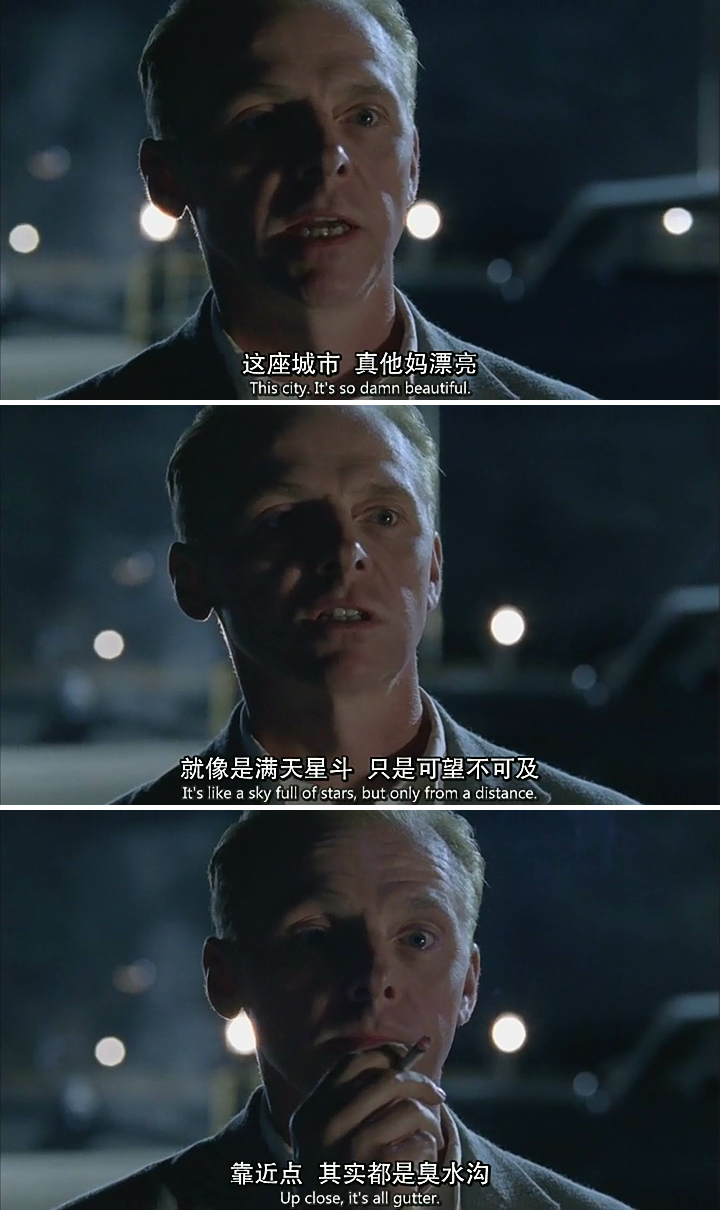 这座城市 真他妈漂亮
This city. It's so damn beautiful.
就像是满天星斗 只是可望不可及
It's like a sky full of stars, but only from a distance.
靠近点 其实都是臭水沟
Up close, it's all gutter.